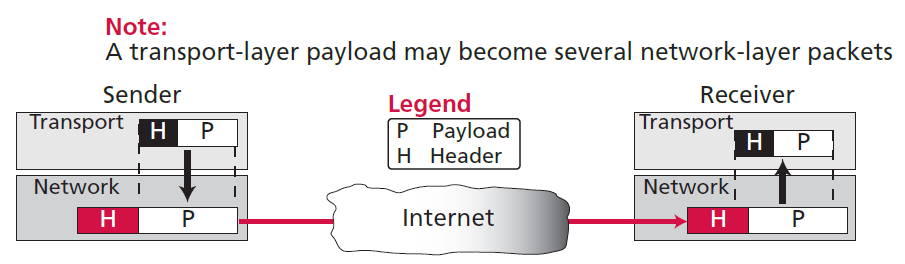 Note:
A transport-layer payload may become several network-layer packets
Sender
Legend
Receiver
Transport
H P
P Payload
H Header
Transport
H P
Network
H P
Internet
Network
H P